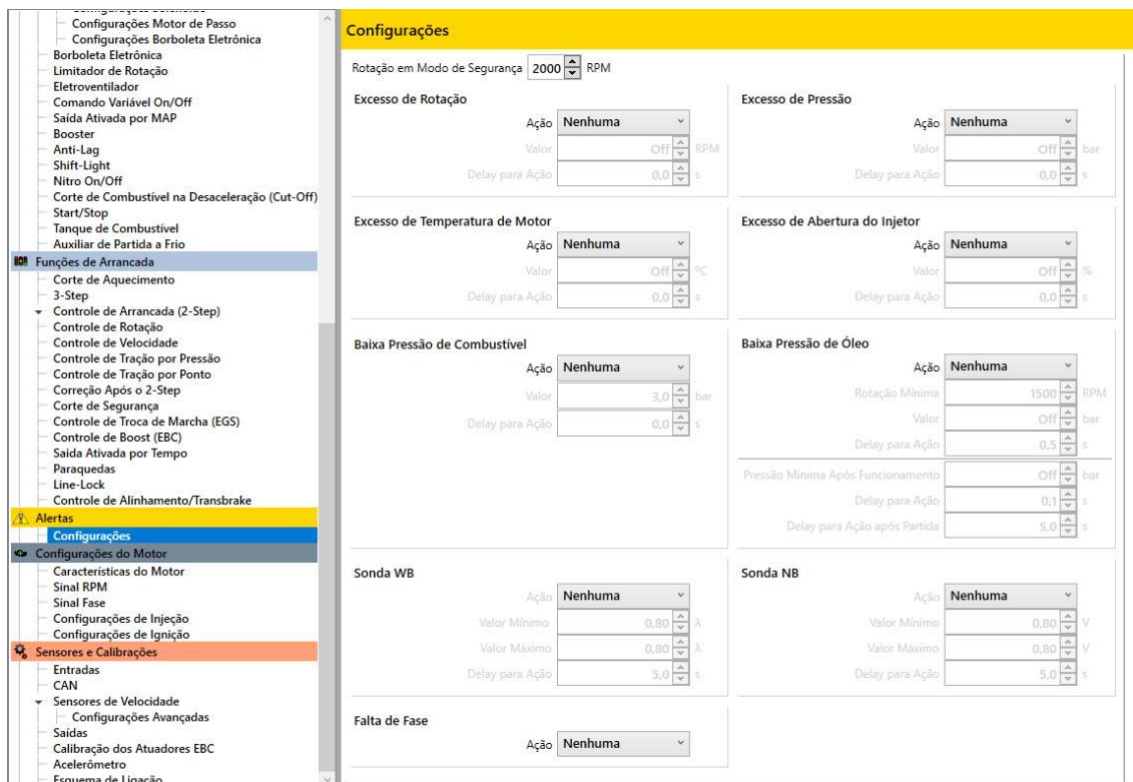 Configurações Motor de Passo
Configurações Borboleta Eletrônica
Borboleta Eletrônica
Limitador de Rotação
Eletroventilador
Comando Variável On/Off
Saída Ativada por MAP
Booster
Anti-Lag
Shift-Light
Nitro On/Off
Corte de Combustível na Desaceleração (Cut-Off)
Start/Stop
Tanque de Combustível
Auxiliar de Partida a Frio
Funções de Arrancada
Corte de Aquecimento
3-Step
Controle de Arrancada (2-Step)
Controle de Rotação
Controle de Velocidade
Controle de Tração por Pressão
Controle de Tração por Ponto
Correção Após o 2-Step
Corte de Segurança
Controle de Troca de Marcha (EGS)
Controle de Boost (EBC)
Saida Ativada por Tempo
Paraquedas
Line-Lock
Controle de Alinhamento/Transbrake
Alertas
Configurações
Configurações do Motor
Características do Motor
Sinal RPM
Sinal Fase
Configurações de Injeção
Configurações de Ignição
Sensores e Calibrações
Entradas
CAN
Sensores de Velocidade
Configurações Avançadas
Saídas
Calibração dos Atuadores EBC
Acelerômetro
Esquema de Ligação
Configurações
Rotação em Modo de Segurança 2000 RPM
Excesso de Rotação
Ação Nenhuma
Valor Off RPM
Delay para Ação 0,0 s
Excesso de Pressão
Ação Nenhuma
Valor Off bar
Delay para Ação 0,0 s
Excesso de Temperatura de Motor
Ação Nenhuma
Valor Off ºC
Delay para Ação 0,0 s
Excesso de Abertura do Injetor
Ação Nenhuma
Valor Off %
Delay para Ação 0,0 s
Baixa Pressão de Combustível
Ação Nenhuma
Valor 3,0 bar
Delay para Ação 0,0 s
Baixa Pressão de Óleo
Ação Nenhuma
Rotação Mínima 1500 RPM
Valor Off bar
Delay para Ação 0,5 s
Pressão Minima Após Funcionamento Off bar
Delay para Ação 0,1 s
Delay para Ação após Partida 5,0 s
Sonda WB
Ação Nenhuma
Valor Mínimo 0,80 λ
Valor Máximo 0,80 λ
Delay para Ação 5,0 s
Sonda NB
Ação Nenhuma
Valor Mínimo 0,80 V
Valor Máximo 0,80 V
Delay para Ação 5,0 s
Falta de Fase
Ação Nenhuma